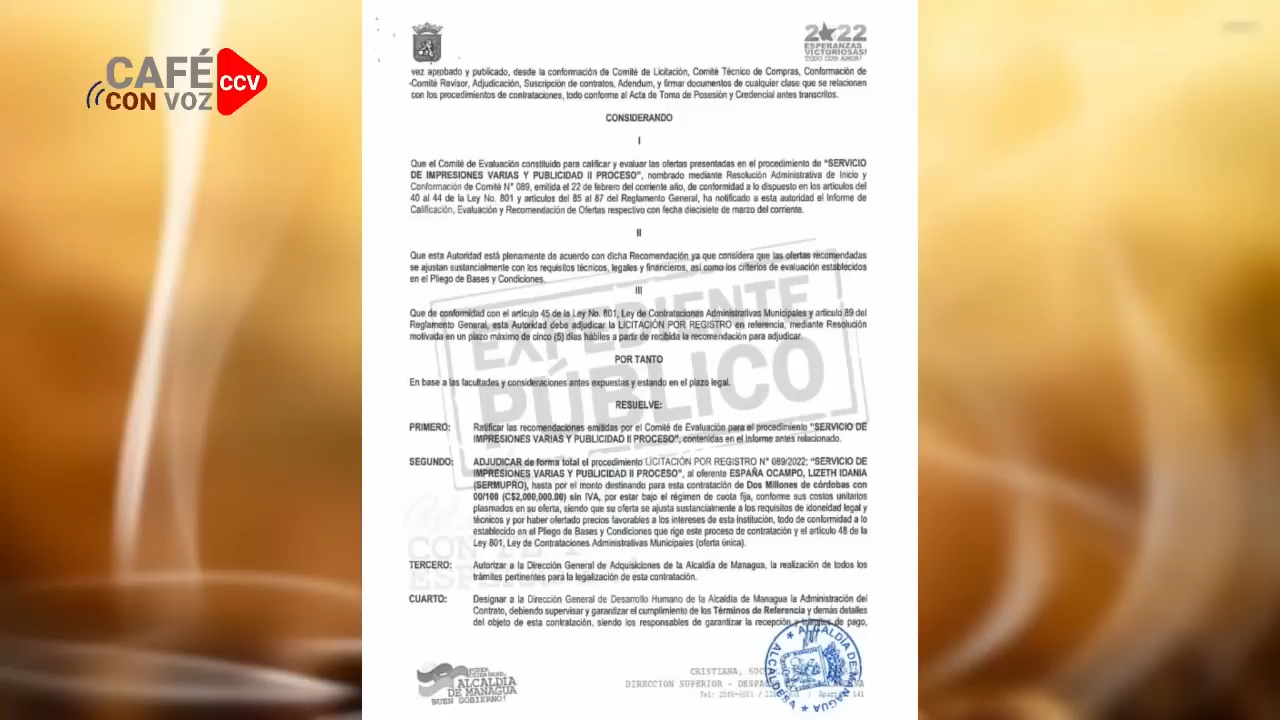 CAFÉ
CON VOZ
CCV
2022
ESPERANZAS
VICTORIOSAS!
TODO CON AMOR!
vez aprobado y publicado, desde la conformación de Comité de Licitación, Comité Técnico de Compras, Conformación de
Comité Revisor, Adjudicación, Suscripción de contratos, Adendum, y firmar documentos de cualquier clase que se relacionen
con los procedimientos de contrataciones, todo conforme al Acta de Toma de Posesión y Credencial antes transcritos.
CONSIDERANDO
I
Que el Comité de Evaluación constituido para calificar y evaluar las ofertas presentadas en el procedimiento de "SERVICIO
DE IMPRESIONES VARIAS Y PUBLICIDAD II PROCESO", nombrado mediante Resolución Administrativa de Inicio y
Conformación de Comité N° 089, emitida el 22 de febrero del corriente año, de conformidad a lo dispuesto en los artículos del
40 al 44 de la Ley No. 801 y artículos del 85 al 87 del Reglamento General, ha notificado a esta autoridad el Informe de
Calificación, Evaluación y Recomendación de Ofertas respectivo con fecha diecisiete de marzo del corriente.
II
Que esta Autoridad está plenamente de acuerdo con dicha Recomendación ya que considera que las ofertas recomendadas
se ajustan sustancialmente con los requisitos técnicos, legales y financieros, así como los criterios de evaluación establecidos
en el Pliego de Bases y Condiciones.
III
Que de conformidad con el artículo 45 de la Ley No. 801, Ley de Contrataciones Administrativas Municipales y artículo 89 del
Reglamento General, esta Autoridad debe adjudicar la LICITACIÓN POR REGISTRO en referencia, mediante Resolución
motivada en un plazo máximo de cinco (5) días hábiles a partir de recibida la recomendación para adjudicar.
EXPEDIENTE
PÚBLICO
POR TANTO
En base a las facultades y consideraciones antes expuestas y estando en el plazo legal.
RESUELVE:
PRIMERO: Ratificar las recomendaciones emitidas por el Comité de Evaluación para el procedimiento "SERVICIO DE
IMPRESIONES VARIAS Y PUBLICIDAD II PROCESO", contenidas en el Informe antes relacionado.
SEGUNDO: ADJUDICAR de forma total el procedimiento LICITACIÓN POR REGISTRO N° 089/2022; "SERVICIO DE
IMPRESIONES VARIAS Y PUBLICIDAD II PROCESO", al oferente ESPAÑA OCAMPO, LIZETH IDANIA
(SERMUPRO), hasta por el monto destinando para esta contratación de Dos Millones de córdobas con
00/100 (C$2,000,000.00) sin IVA, por estar bajo el régimen de cuota fija, conforme sus costos unitarios
plasmados en su oferta, siendo que su oferta se ajusta sustancialmente a los requisitos de idoneidad legal y
técnicos y por haber ofertado precios favorables a los intereses de esta institución, todo de conformidad a lo
establecido en el Pliego de Bases y Condiciones que rige este proceso de contratación y el artículo 48 de la
Ley 801, Ley de Contrataciones Administrativas Municipales (oferta única).
TERCERO: Autorizar a la Dirección General de Adquisiciones de la Alcaldía de Managua, la realización de todos los
trámites pertinentes para la legalización de esta contratación.
CUARTO: Designar a la Dirección General de Desarrollo Humano de la Alcaldía de Managua la Administración del
Contrato, debiendo supervisar y garantizar el cumplimiento de los Términos de Referencia y demás detalles
del objeto de esta contratación, siendo los responsables de garantizar la recepción y trámites de pago,
PODER
CIUDADANO
ALCALDÍA
DE MANAGUA
BUEN GOBIERNO!
CRISTIANA,
DIRECCION SUPERIOR -
ALCALDIA DE MANAGUA
ALCALDESA